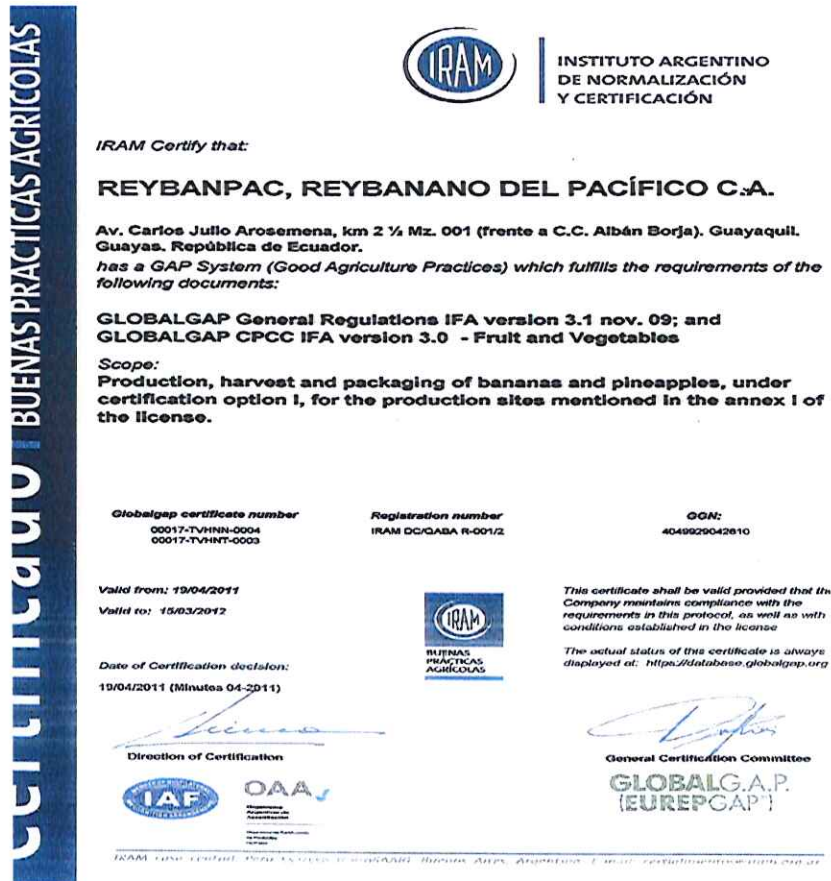 certificado | BUENAS PRÁCTICAS AGRÍCOLAS
IRAM
INSTITUTO ARGENTINO
DE NORMALIZACIÓN
Y CERTIFICACIÓN
IRAM Certify that:
REYBANPAC, REYBANANO DEL PACÍFICO C.A.
Av. Carlos Julio Arosemena, km 2 ½ Mz. 001 (frente a C.C. Albán Borja). Guayaquil.
Guayas. República de Ecuador.
has a GAP System (Good Agriculture Practices) which fulfills the requirements of the
following documents:
GLOBALGAP General Regulations IFA version 3.1 nov. 09; and
GLOBALGAP CPCC IFA version 3.0 - Fruit and Vegetables
Scope:
Production, harvest and packaging of bananas and pineapples, under
certification option I, for the production sites mentioned in the annex I of
the license.
Globalgap certificate number
00017-TVHNN-0004
00017-TVHNT-0003
Registration number
IRAM DC/QABA R-001/2
GGN:
4049929042610
Valid from: 19/04/2011
Valid to: 15/03/2012
IRAM
BUENAS
PRÁCTICAS
AGRÍCOLAS
This certificate shall be valid provided that the
Company maintains compliance with the
requirements in this protocol, as well as with
conditions established in the license
The actual status of this certificate is always
displayed at: https://database.globalgap.org
Date of Certification decision:
19/04/2011 (Minutes 04-2011)
Direction of Certification
General Certification Committee
IAF
OAA
Organismo
Argentino de
Acreditación
GLOBALG.A.P.
(EUREPGAP)